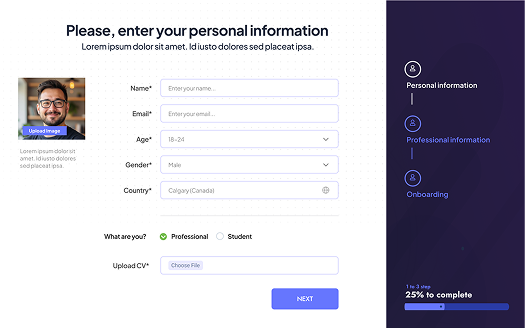 Please, enter your personal information
Lorem ipsum dolor sit amet. Id iusto dolores sed placeat ipsa.
Upload image
Lorem ipsum dolor sit
amet. Id iusto dolores
sed placeat ipsa.
Name* Enter your name...
Email* Enter your email...
Age* 18-24
Gender* Male
Country* Calgary (Canada)
What are you? Professional Student
Upload CV* Choose File
NEXT
Personal information
Professional information
Onboarding
1 to 3 step
25% to complete